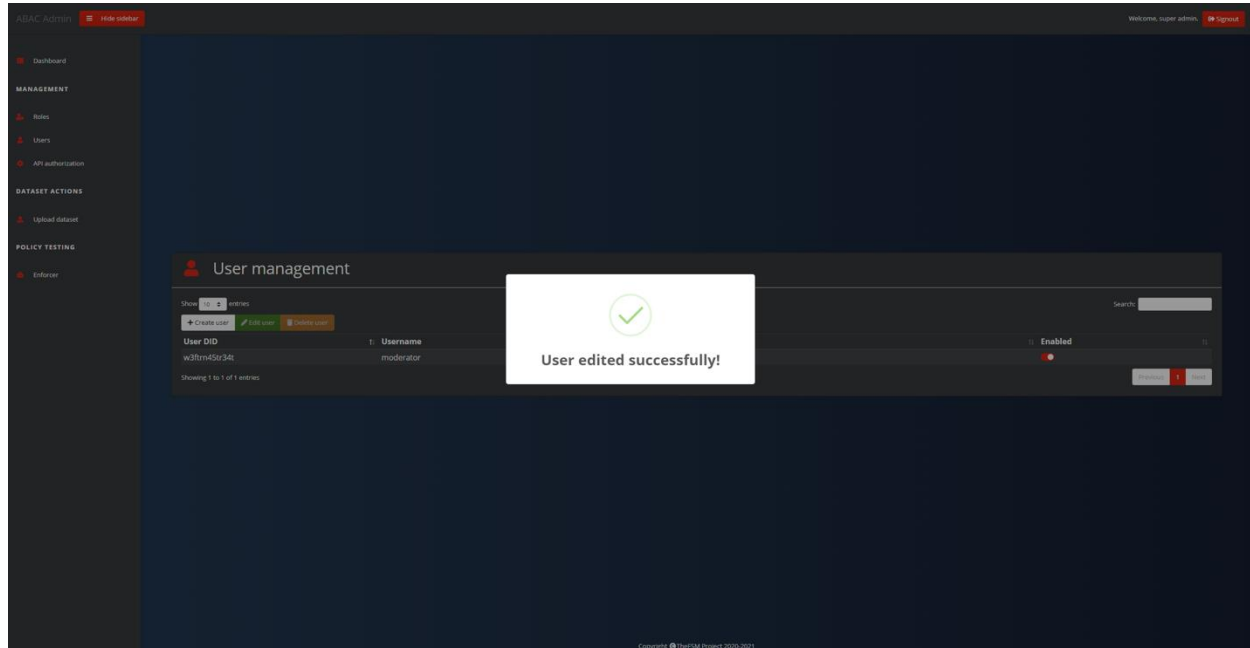 ABAC Admin Hide sidebar Welcome, super admin. Signout
Dashboard
MANAGEMENT
Roles
Users
API authorization
DATASET ACTIONS
Upload dataset
POLICY TESTING
Enforcer
User management
Show 10 entries Search:
Create user Edit user Delete user
User DID Username Enabled
w3ftrn45tr34t moderator
Showing 1 to 1 of 1 entries Previous 1 Next
User edited successfully!
Copyright © TheFSM Project 2020-2021